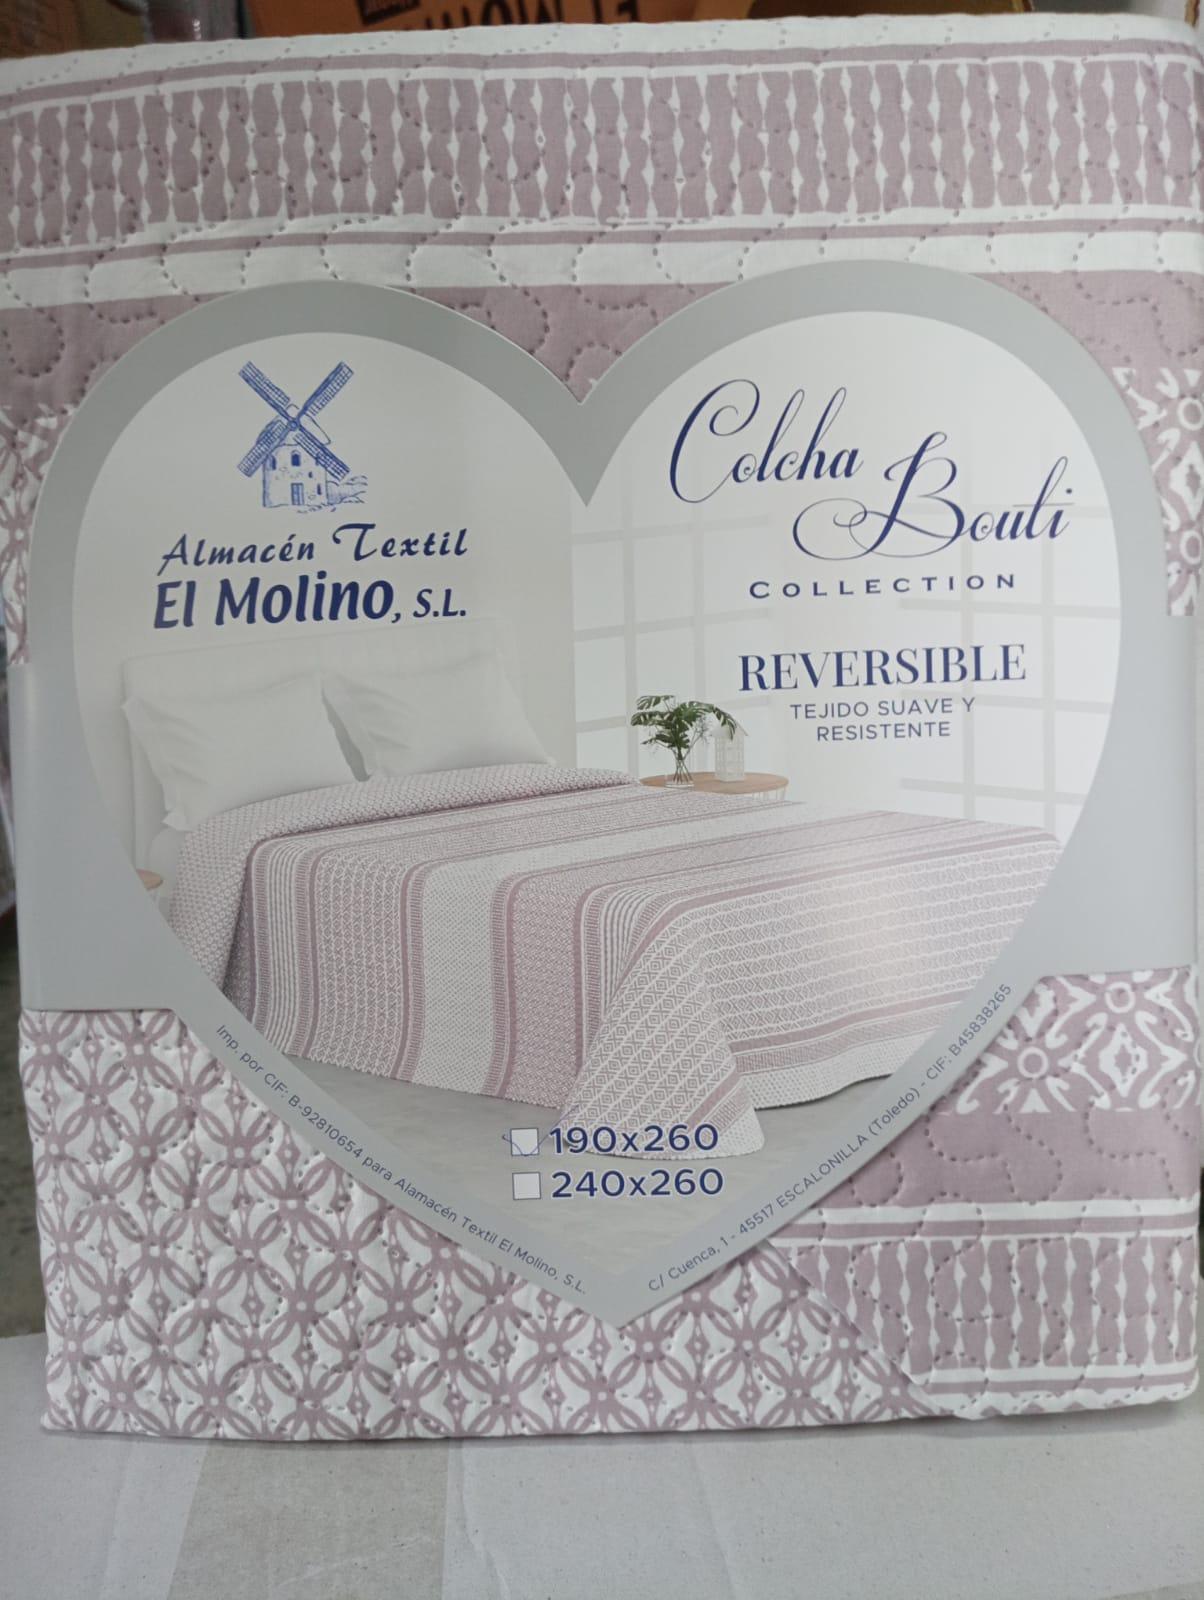 Almacén Textil
El Molino, S.L.
Colcha
Bouti
COLLECTION
REVERSIBLE
TEJIDO SUAVE Y
RESISTENTE
190x260
240x260
Imp. por CIF: B-92810654 para Alamacén Textil El Molino, S.L.
C/ Cuenca, 1 - 45517 ESCALONILLA (Toledo) - CIF: B45838265